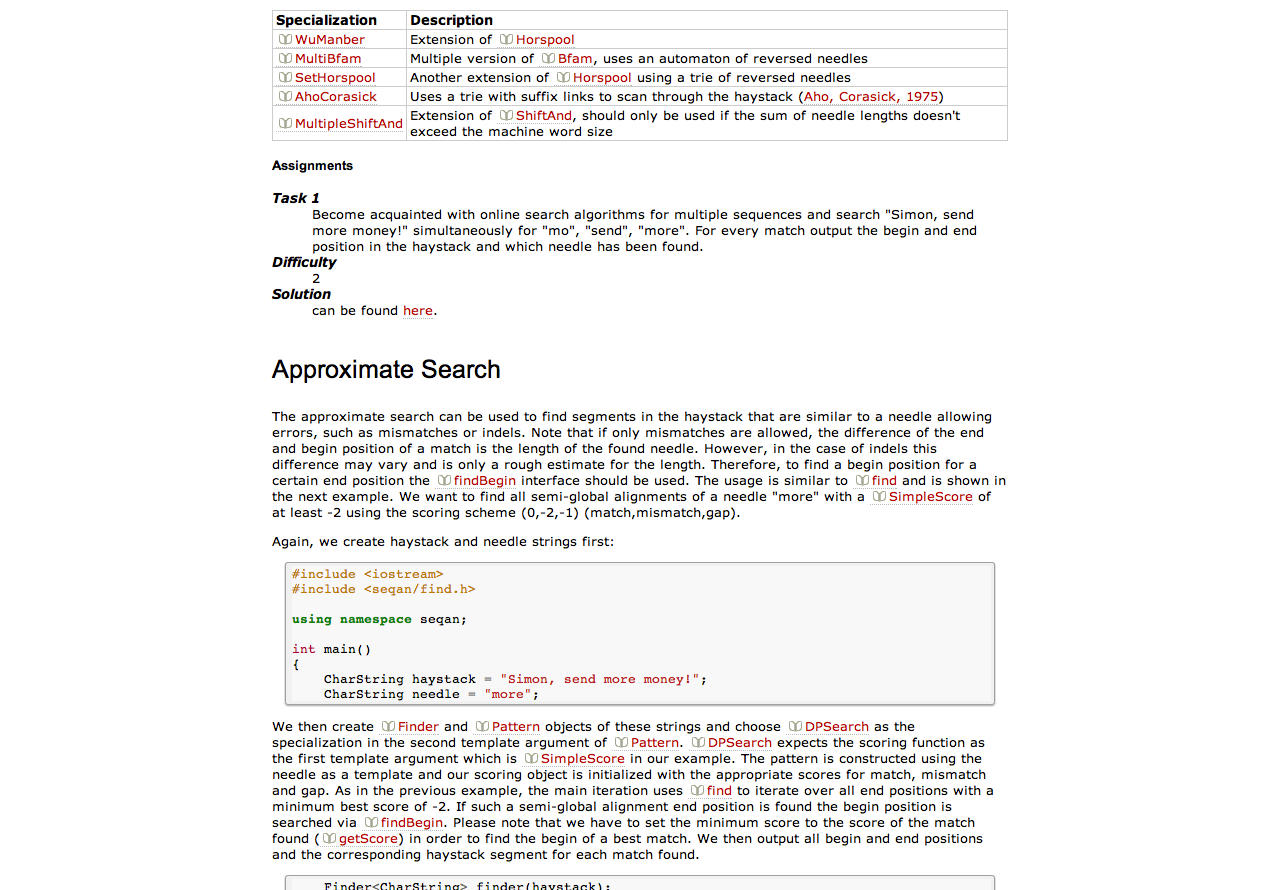 Specialization Description
WuManber Extension of Horspool
MultiBfam Multiple version of Bfam, uses an automaton of reversed needles
SetHorspool Another extension of Horspool using a trie of reversed needles
AhoCorasick Uses a trie with suffix links to scan through the haystack (Aho, Corasick, 1975)
MultipleShiftAnd Extension of ShiftAnd, should only be used if the sum of needle lengths doesn't
exceed the machine word size
Assignments
Task 1
Become acquainted with online search algorithms for multiple sequences and search "Simon, send
more money!" simultaneously for "mo", "send", "more". For every match output the begin and end
position in the haystack and which needle has been found.
Difficulty
2
Solution
can be found here.
Approximate Search
The approximate search can be used to find segments in the haystack that are similar to a needle allowing
errors, such as mismatches or indels. Note that if only mismatches are allowed, the difference of the end
and begin position of a match is the length of the found needle. However, in the case of indels this
difference may vary and is only a rough estimate for the length. Therefore, to find a begin position for a
certain end position the findBegin interface should be used. The usage is similar to find and is shown in
the next example. We want to find all semi-global alignments of a needle "more" with a SimpleScore of
at least -2 using the scoring scheme (0,-2,-1) (match,mismatch,gap).
Again, we create haystack and needle strings first:
#include <iostream>
#include <seqan/find.h>
using namespace seqan;
int main()
{
CharString haystack = "Simon, send more money!";
CharString needle = "more";
We then create Finder and Pattern objects of these strings and choose DPSearch as the
specialization in the second template argument of Pattern. DPSearch expects the scoring function as
the first template argument which is SimpleScore in our example. The pattern is constructed using the
needle as a template and our scoring object is initialized with the appropriate scores for match, mismatch
and gap. As in the previous example, the main iteration uses find to iterate over all end positions with a
minimum best score of -2. If such a semi-global alignment end position is found the begin position is
searched via findBegin. Please note that we have to set the minimum score to the score of the match
found ( getScore) in order to find the begin of a best match. We then output all begin and end positions
and the corresponding haystack segment for each match found.
Finder<CharString> finder(haystack);